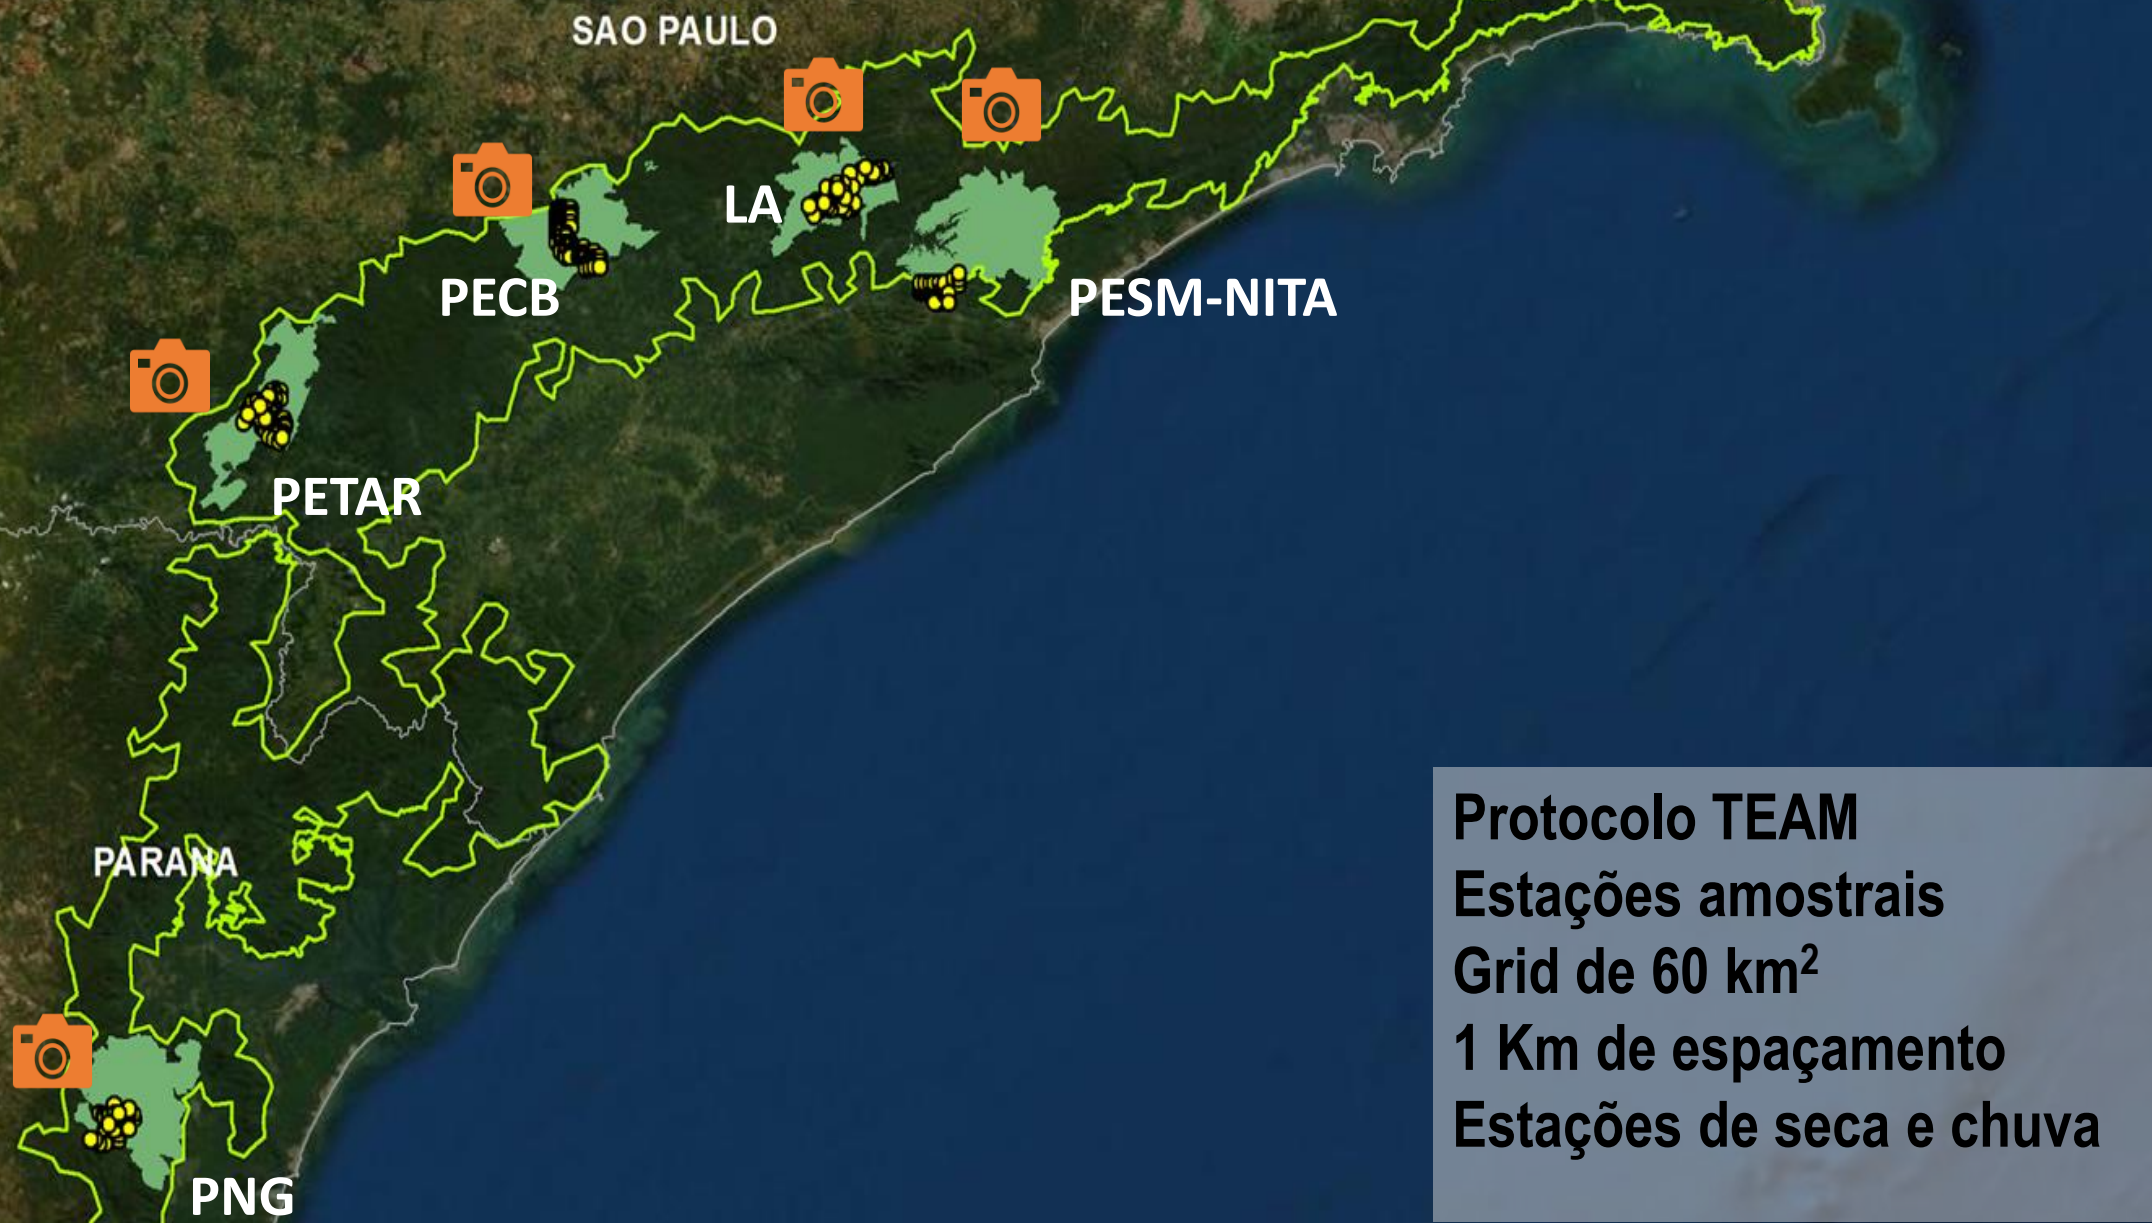 SAO PAULO
LA
PECB
PESM-NITA
PETAR
PARANA
PNG
Protocolo TEAM
Estações amostrais
Grid de 60 km²
1 Km de espaçamento
Estações de seca e chuva